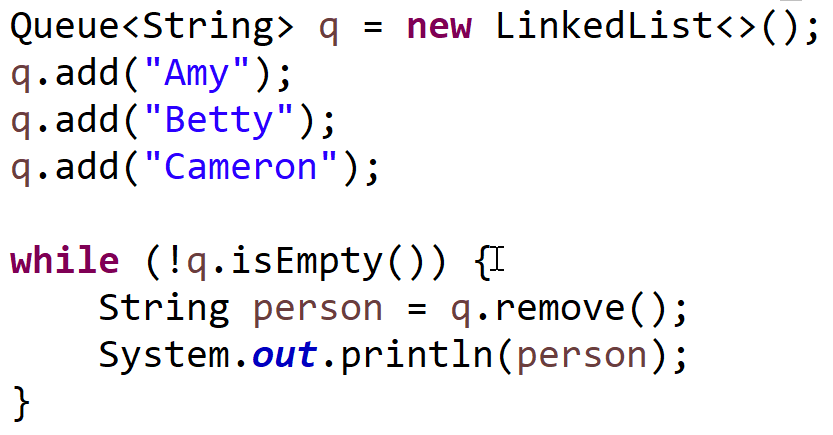 Queue<String> q = new LinkedList<>();
q.add("Amy");
q.add("Betty");
q.add("Cameron");
while (!q.isEmpty()) {
String person = q.remove();
System.out.println(person);
}